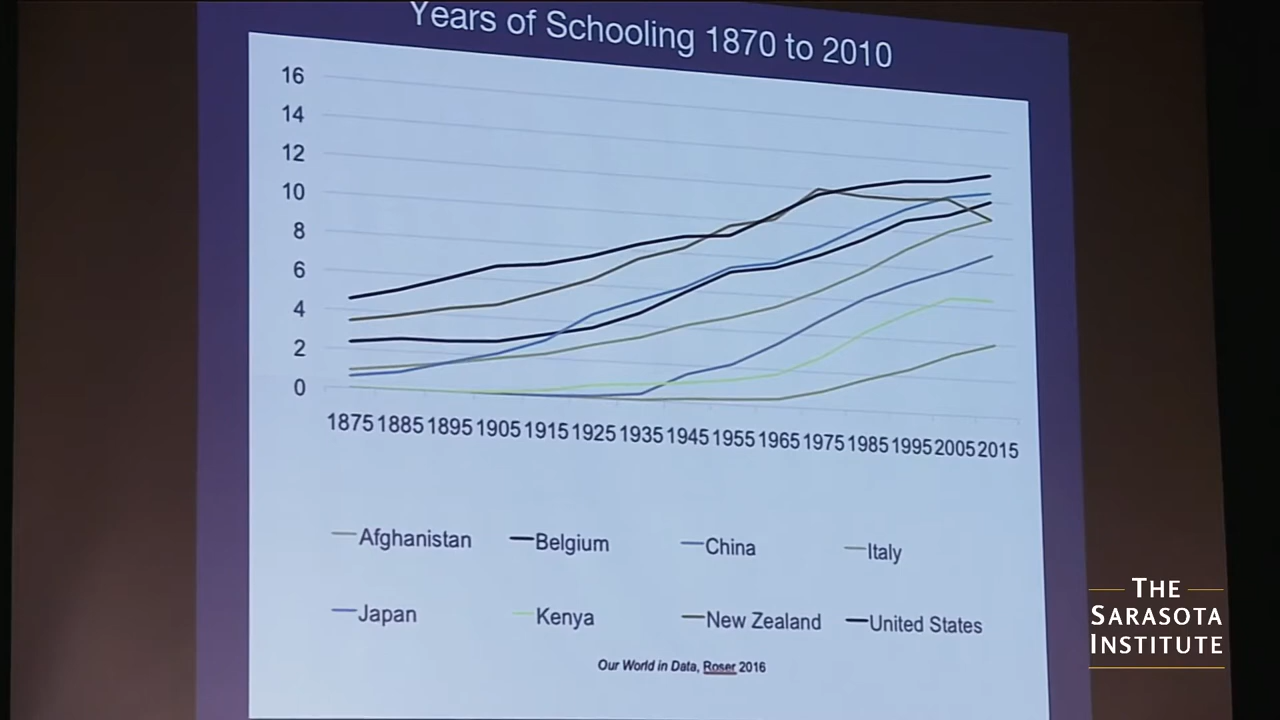 Years of Schooling 1870 to 2010
16
14
12
10
8
6
4
2
0
1875 1885 1895 1905 1915 1925 1935 1945 1955 1965 1975 1985 1995 2005 2015
Afghanistan Belgium China Italy
Japan Kenya New Zealand United States
Our World in Data, Roser 2016
THE
SARASOTA
INSTITUTE